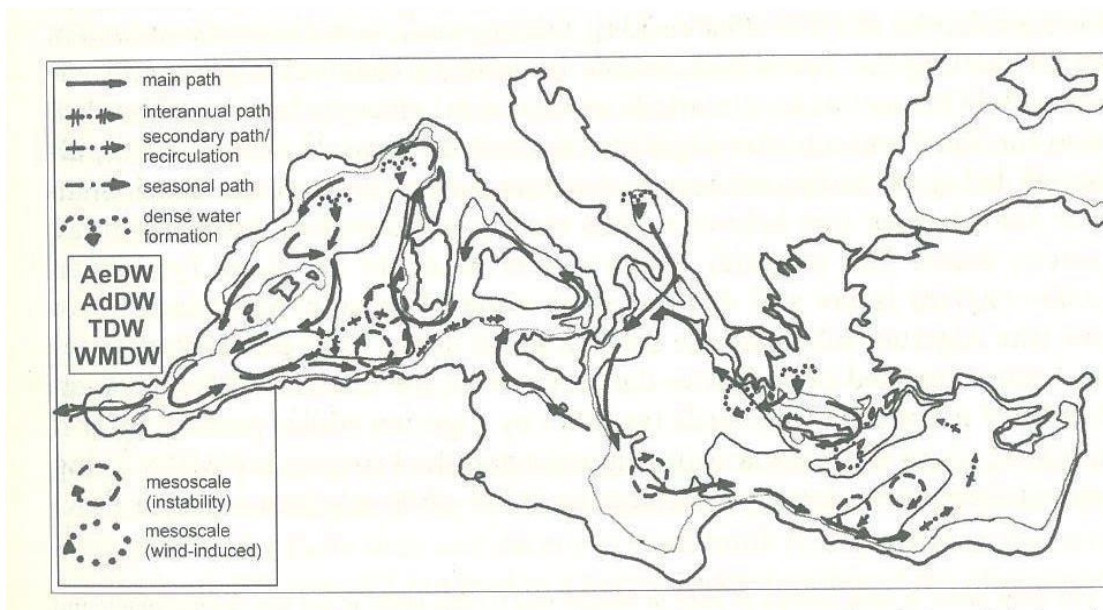 main path
interannual path
secondary path/
recirculation
seasonal path
dense water
formation
AeDW
AdDW
TDW
WMDW
mesoscale
(instability)
mesoscale
(wind-induced)